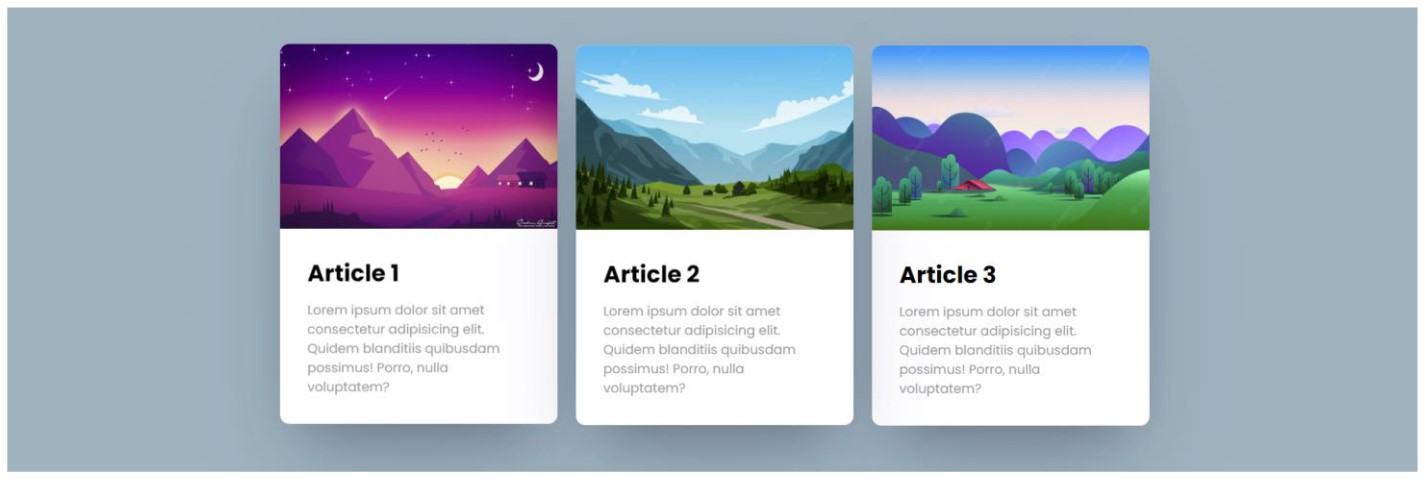 Article 1
Lorem ipsum dolor sit amet
consectetur adipisicing elit.
Quidem blanditiis quibusdam
possimus! Porro, nulla
voluptatem?
Article 2
Lorem ipsum dolor sit amet
consectetur adipisicing elit.
Quidem blanditiis quibusdam
possimus! Porro, nulla
voluptatem?
Article 3
Lorem ipsum dolor sit amet
consectetur adipisicing elit.
Quidem blanditiis quibusdam
possimus! Porro, nulla
voluptatem?